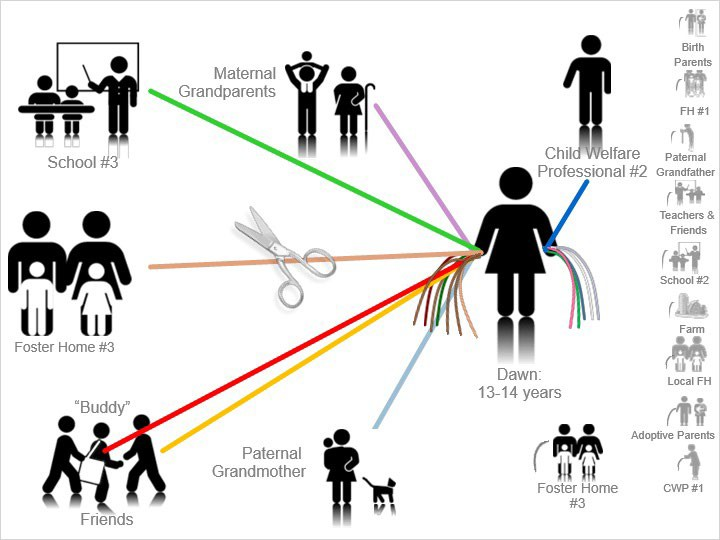 Maternal
Grandparents
School #3
Child Welfare
Professional #2
Foster Home #3
Dawn:
13-14 years
“Buddy”
Friends
Paternal
Grandmother
Foster Home
#3
Birth
Parents
FH #1
Paternal
Grandfather
Teachers &
Friends
School #2
Farm
Local FH
Adoptive Parents
CWP #1